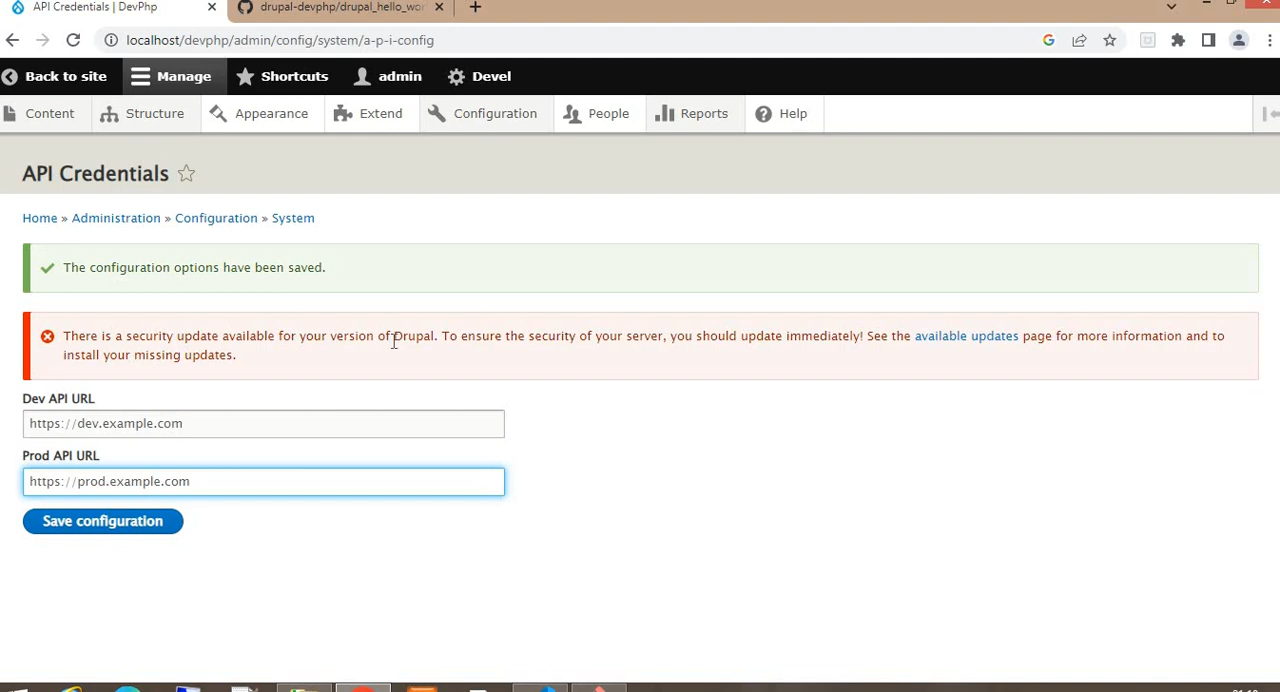 API Credentials | DevPhp
drupal-devphp/drupal_hello_wor
localhost/devphp/admin/config/system/a-p-i-config
Back to site Manage Shortcuts admin Devel
Content Structure Appearance Extend Configuration People Reports Help
API Credentials
Home » Administration » Configuration » System
The configuration options have been saved.
There is a security update available for your version of Drupal. To ensure the security of your server, you should update immediately! See the available updates page for more information and to
install your missing updates.
Dev API URL
https://dev.example.com
Prod API URL
https://prod.example.com
Save configuration